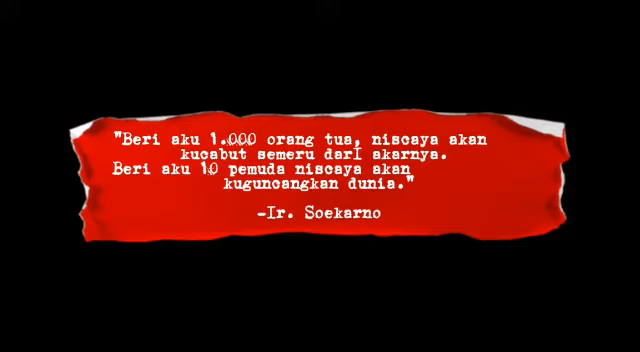 "Beri aku 1.000 orang tua, niscaya akan
kucabut semeru darI akarnya.
Beri aku 10 pemuda niscaya akan
kuguncangkan dunia."
-Ir. Soekarno